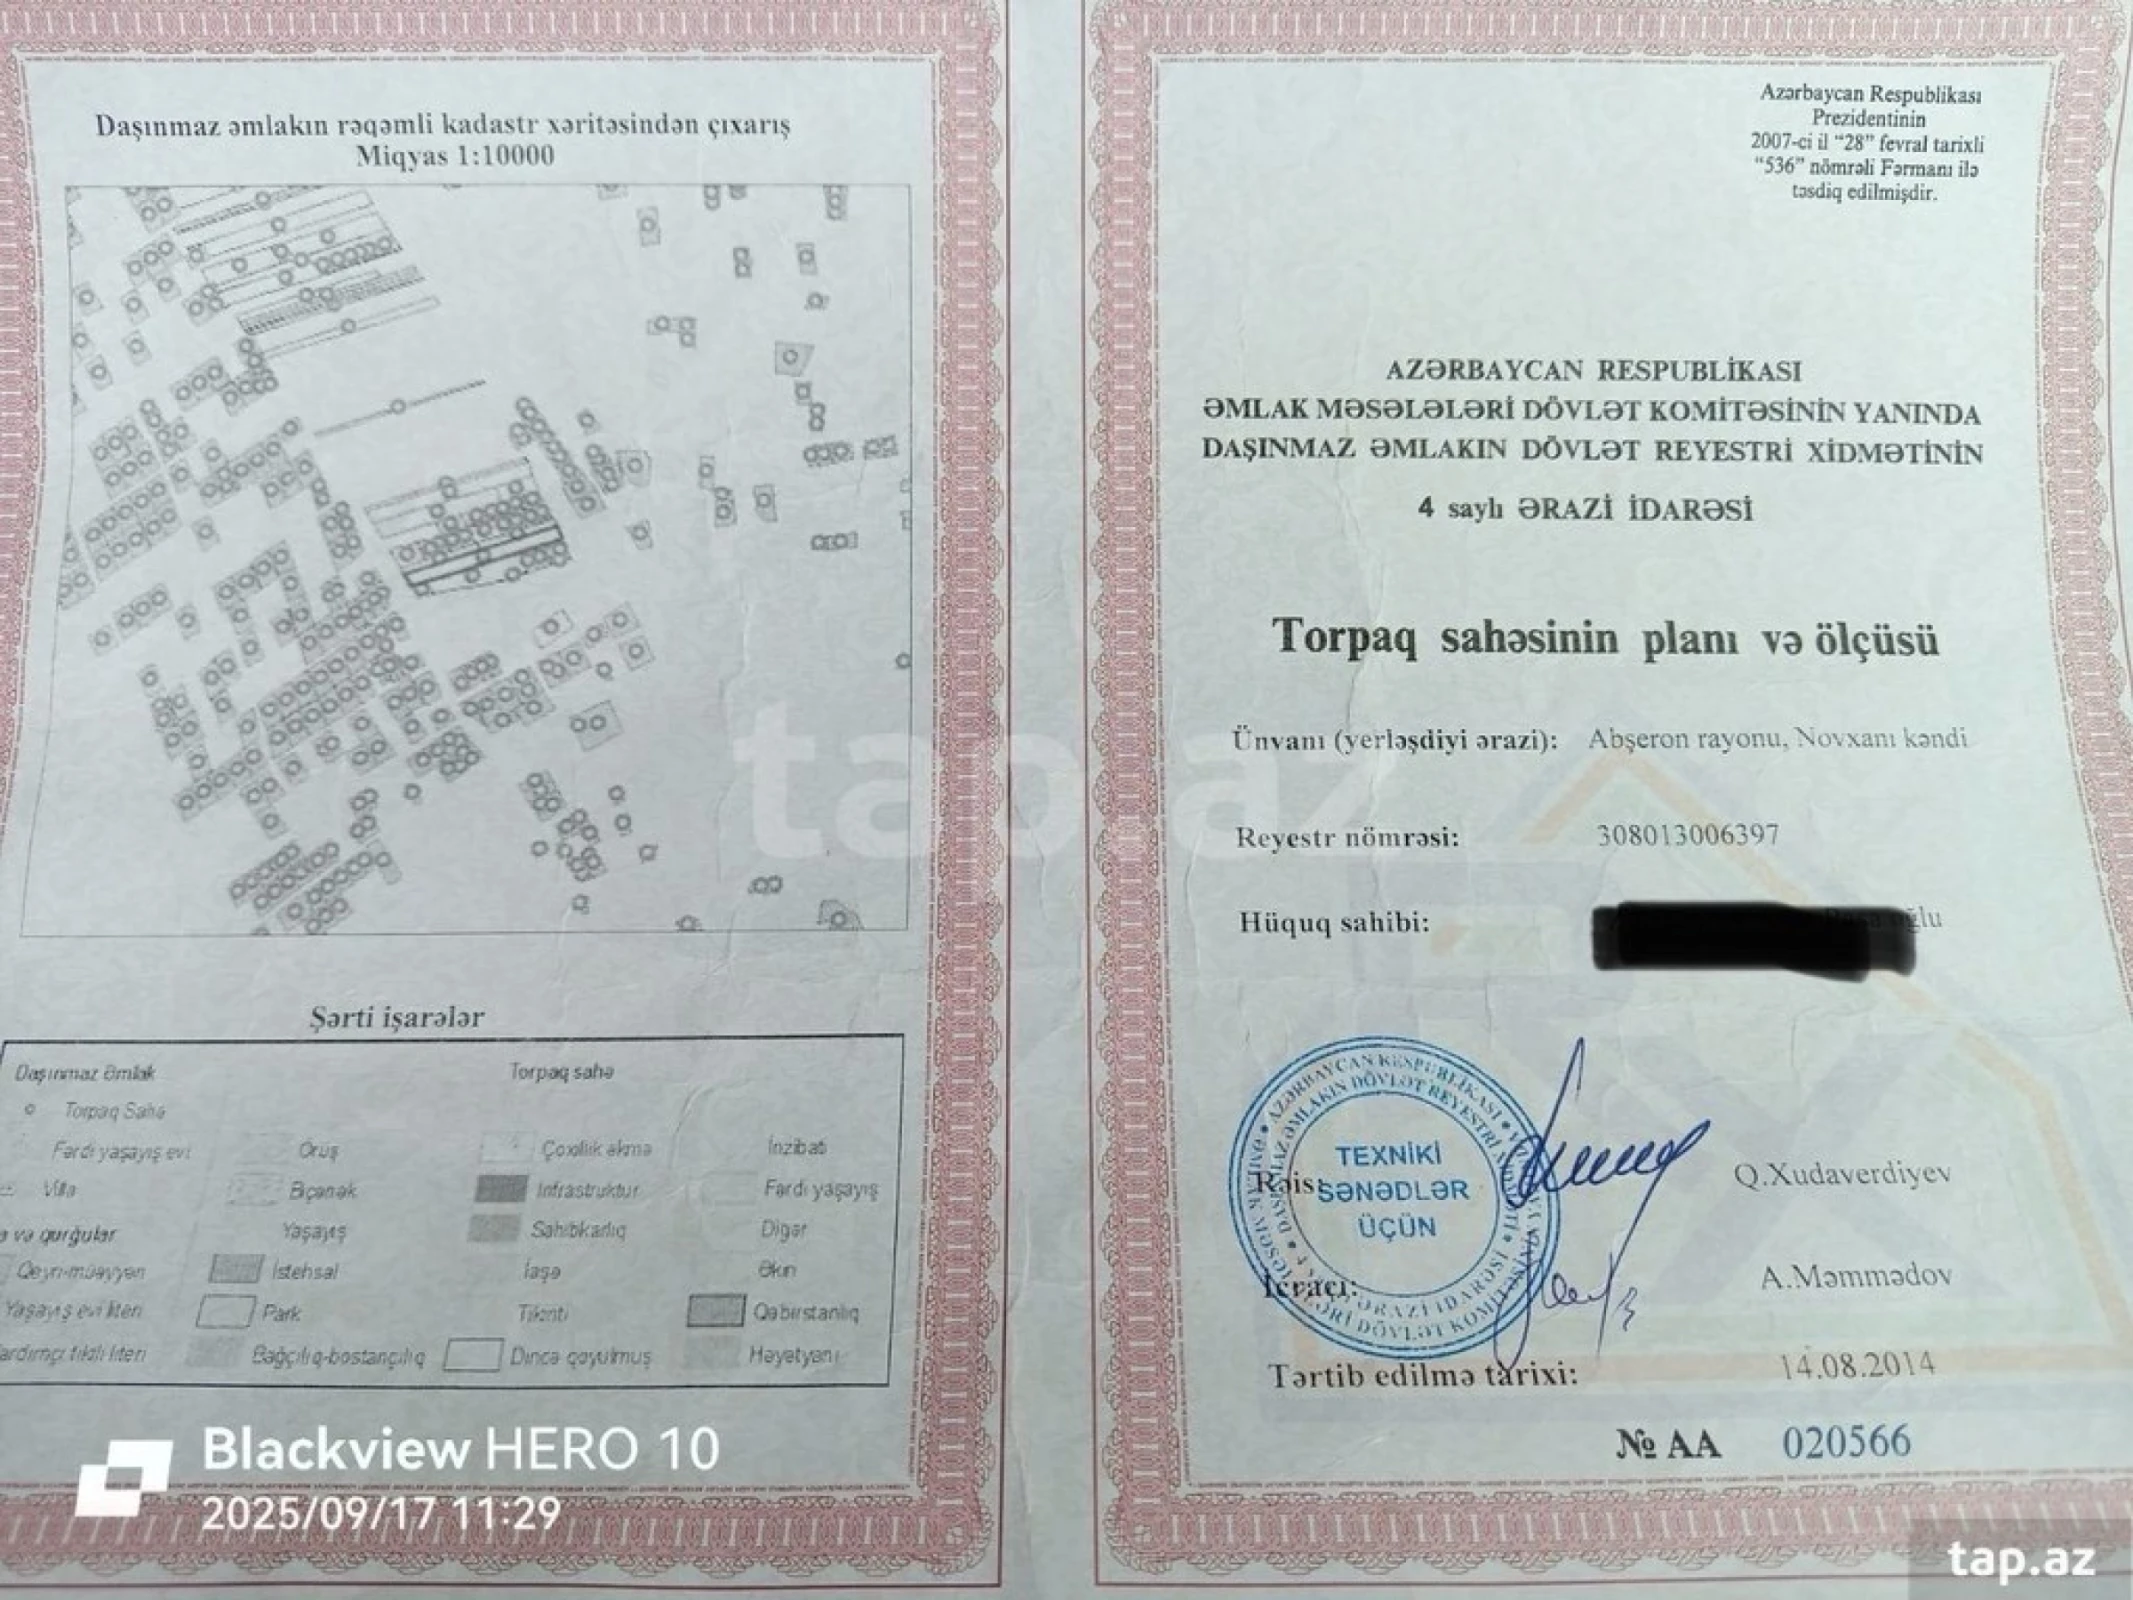 Daşınmaz əmlakın rəqəmli kadastr xəritəsindən çıxarış
Miqyas 1:10000
Şərti işarələr
Daşınmaz Əmlak
Torpaq sahə
Torpaq Sahə
Fərdi yaşayış evi
Örüş
Çoxillik əkmə
İnzibati
Villa
Biçənək
Infrastruktur
Fərdi yaşayış
və qurğular
Yaşayış
Sahibkarlıq
Digər
Qeyri-müəyyən
İstehsal
İaşə
Əkin
Yaşayış evi literi
Park
Tikinti
Qəbirstanlıq
Bağçılıq-bostançılıq
Dincə qoyulmuş
Həyətyanı
Blackview HERO 10
2025/09/17 11:29
Azərbaycan Respublikası
Prezidentinin
2007-ci il “28” fevral tarixli
“536” nömrəli Fərmanı ilə
təsdiq edilmişdir.
AZƏRBAYCAN RESPUBLİKASI
ƏMLAK MƏSƏLƏLƏRİ DÖVLƏT KOMİTƏSİNİN YANINDA
DAŞINMAZ ƏMLAKIN DÖVLƏT REYESTRİ XİDMƏTİNİN
4 saylı ƏRAZİ İDARƏSİ
Torpaq sahəsinin planı və ölçüsü
Ünvanı (yerləşdiyi ərazi): Abşeron rayonu, Novxanı kəndi
Reyestr nömrəsi: 308013006397
Hüquq sahibi: oğlu
TEXNİKİ
SƏNƏDLƏR
ÜÇÜN
Rəis: Q.Xudaverdiyev
İcraçı: A.Məmmədov
Tərtib edilmə tarixi: 14.08.2014
№ AA 020566
tap.az
tap.az